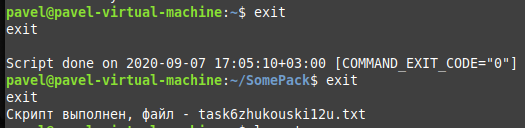 pavel@pavel-virtual-machine:~$ exit
exit
Script done on 2020-09-07 17:05:10+03:00 [COMMAND_EXIT_CODE="0"]
pavel@pavel-virtual-machine:~/SomePack$ exit
exit
Скрипт выполнен, файл - task6zhukouski12u.txt